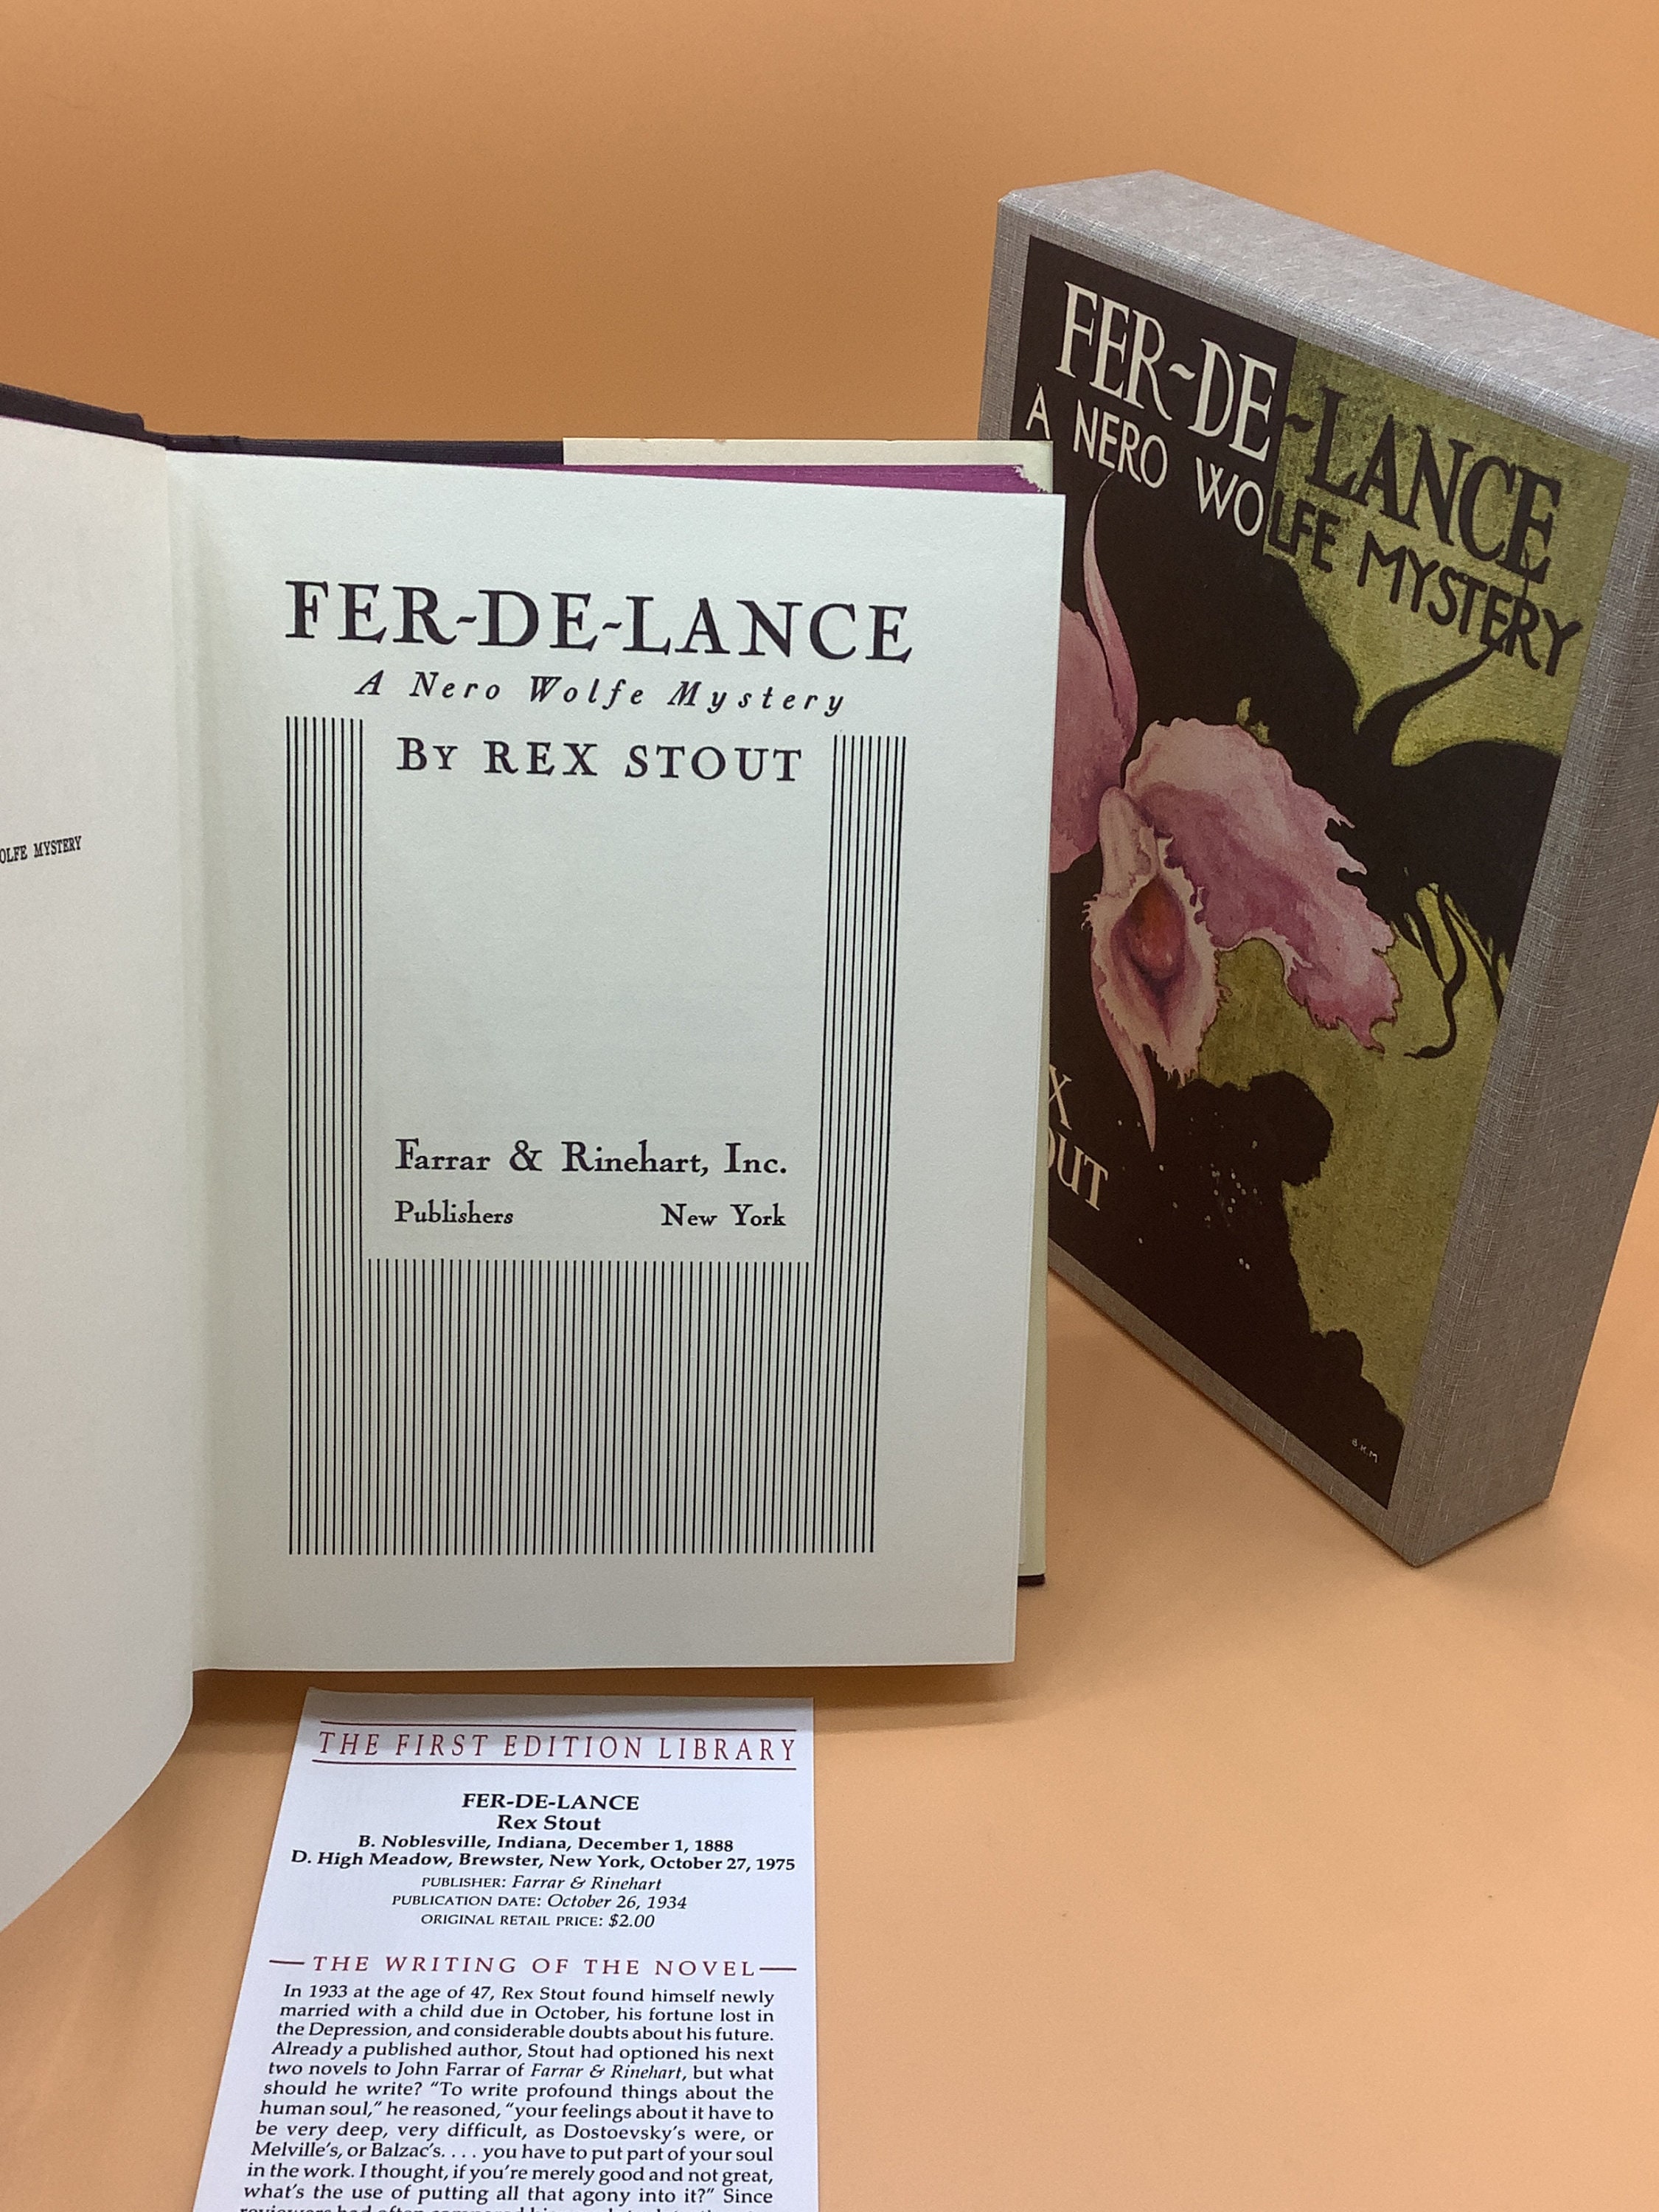 OLFE MYSTERY
FER-DE-LANCE
A Nero Wolfe Mystery
BY REX STOUT
Farrar & Rinehart, Inc.
Publishers New York
FER-DE-LANCE
A NERO WOLFE MYSTERY
X
OUT
B.K.M
THE FIRST EDITION LIBRARY
FER-DE-LANCE
Rex Stout
B. Noblesville, Indiana, December 1, 1888
D. High Meadow, Brewster, New York, October 27, 1975
PUBLISHER: Farrar & Rinehart
PUBLICATION DATE: October 26, 1934
ORIGINAL RETAIL PRICE: $2.00
THE WRITING OF THE NOVEL
In 1933 at the age of 47, Rex Stout found himself newly
married with a child due in October, his fortune lost in
the Depression, and considerable doubts about his future.
Already a published author, Stout had optioned his next
two novels to John Farrar of Farrar & Rinehart, but what
should he write? “To write profound things about the
human soul,” he reasoned, “your feelings about it have to
be very deep, very difficult, as Dostoevsky's were, or
Melville's, or Balzac's. . . . you have to put part of your soul
in the work. I thought, if you're merely good and not great,
what's the use of putting all that agony into it?” Since